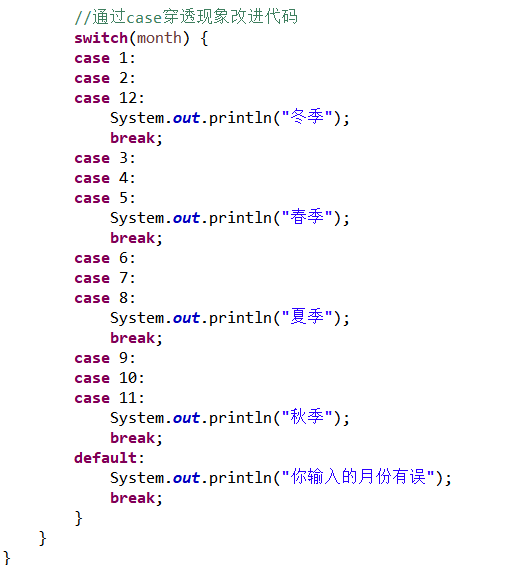 //通过case穿透现象改进代码
switch(month) {
case 1:
case 2:
case 12:
System.out.println("冬季");
break;
case 3:
case 4:
case 5:
System.out.println("春季");
break;
case 6:
case 7:
case 8:
System.out.println("夏季");
break;
case 9:
case 10:
case 11:
System.out.println("秋季");
break;
default:
System.out.println("你输入的月份有误");
break;
}
}
}